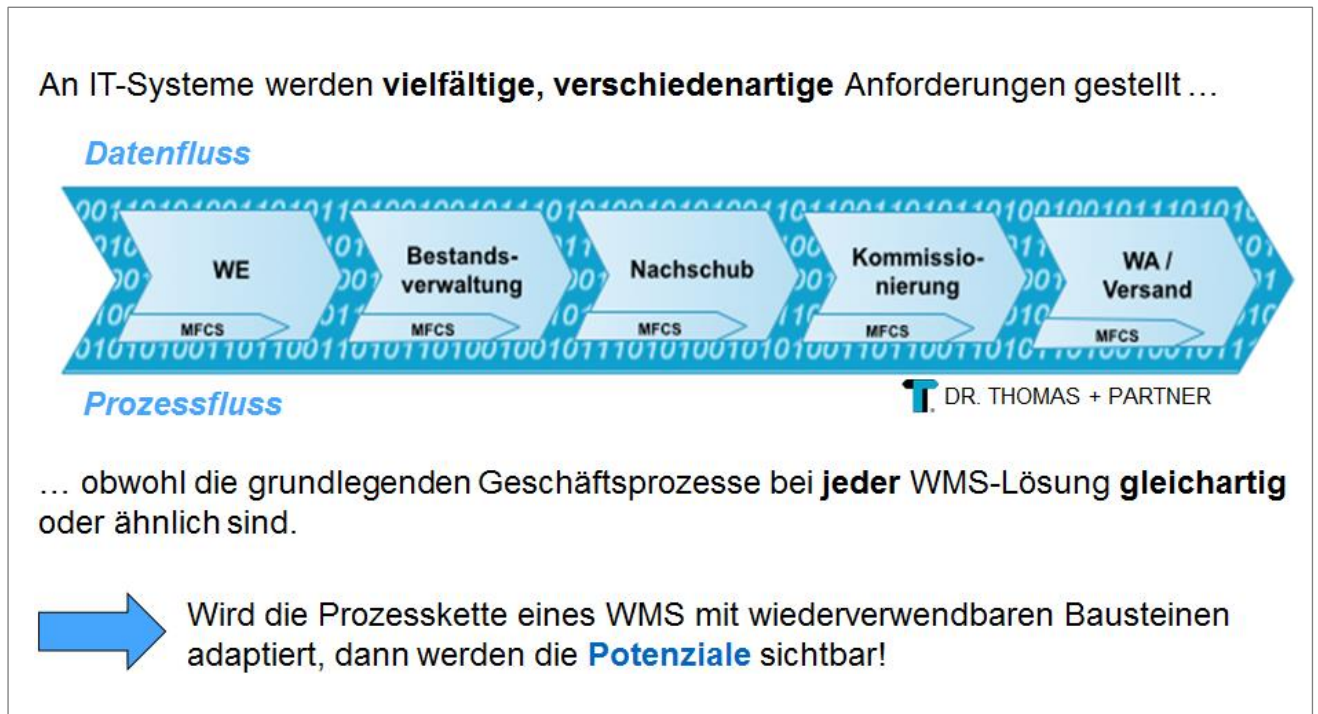 An IT-Systeme werden vielfältige, verschiedenartige Anforderungen gestellt …
Datenfluss
WE
MFCS
Bestands-
verwaltung
MFCS
Nachschub
MFCS
Kommissio-
nierung
MFCS
WA /
Versand
MFCS
Prozessfluss
DR. THOMAS + PARTNER
… obwohl die grundlegenden Geschäftsprozesse bei jeder WMS-Lösung gleichartig
oder ähnlich sind.
Wird die Prozesskette eines WMS mit wiederverwendbaren Bausteinen
adaptiert, dann werden die Potenziale sichtbar!